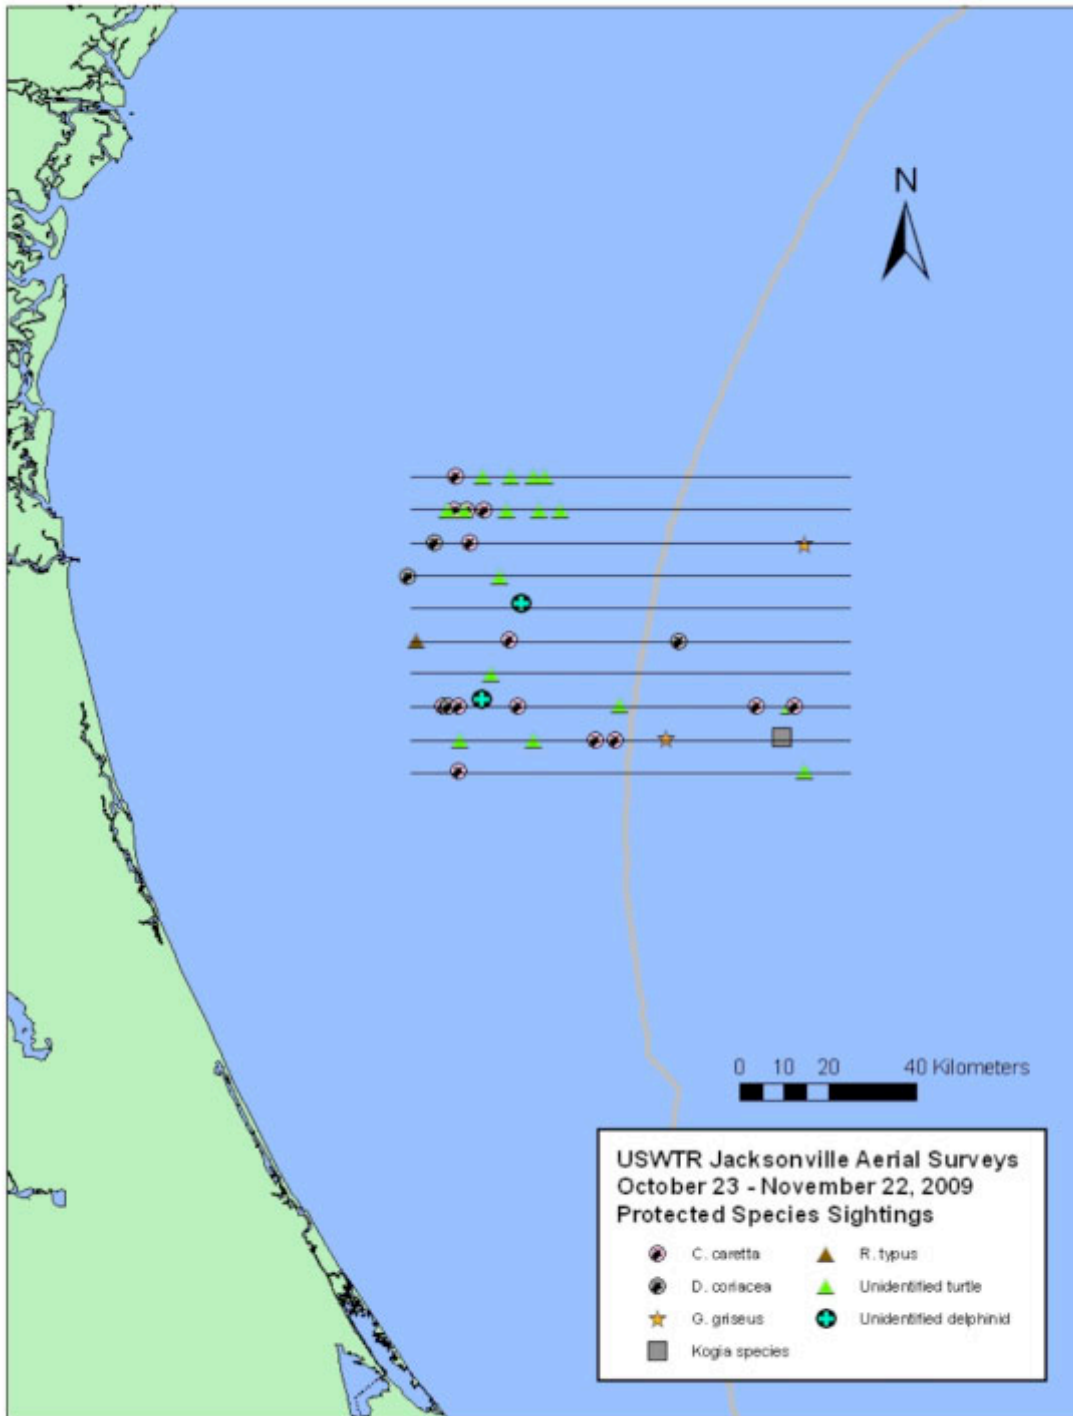 N
0 10 20 40 Kilometers
USWTR Jacksonville Aerial Surveys
October 23 - November 22, 2009
Protected Species Sightings
C. caretta
R. typus
D. coriacea
Unidentified turtle
G. griseus
Unidentified delphinid
Kogia species